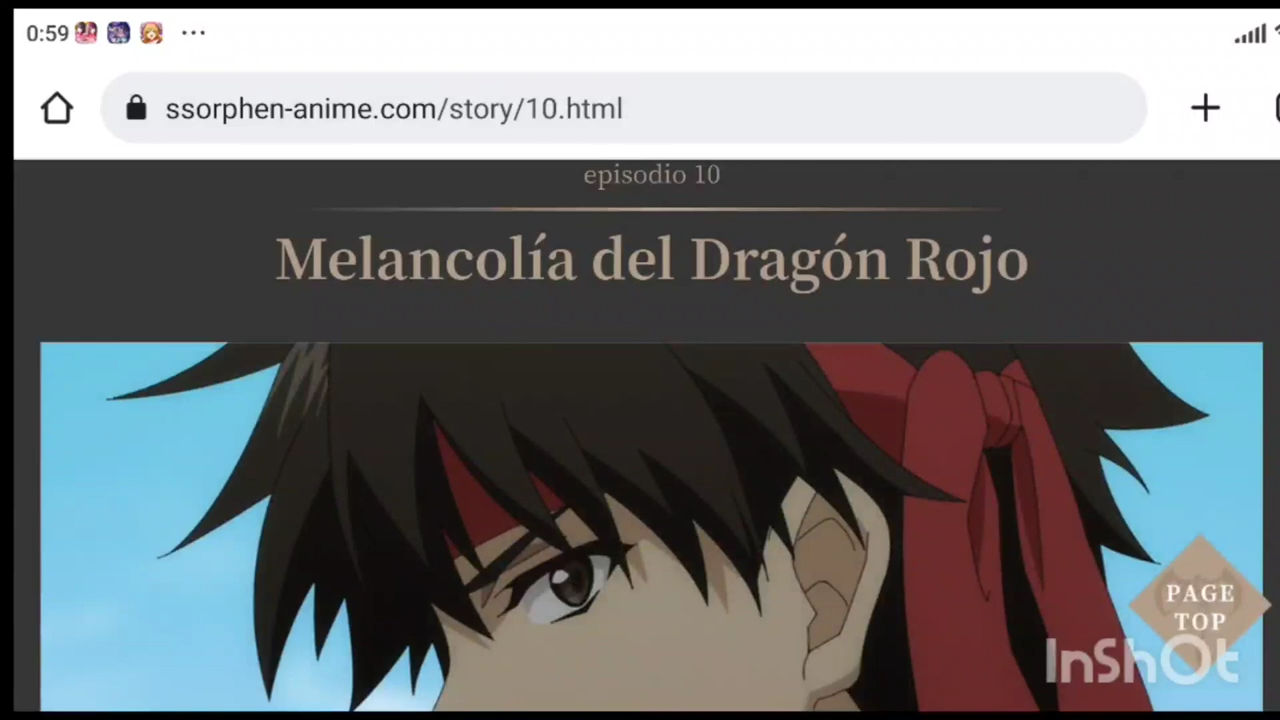 0:59
ssorphen-anime.com/story/10.html
episodio 10
Melancolía del Dragón Rojo
PAGE
TOP
InShOt